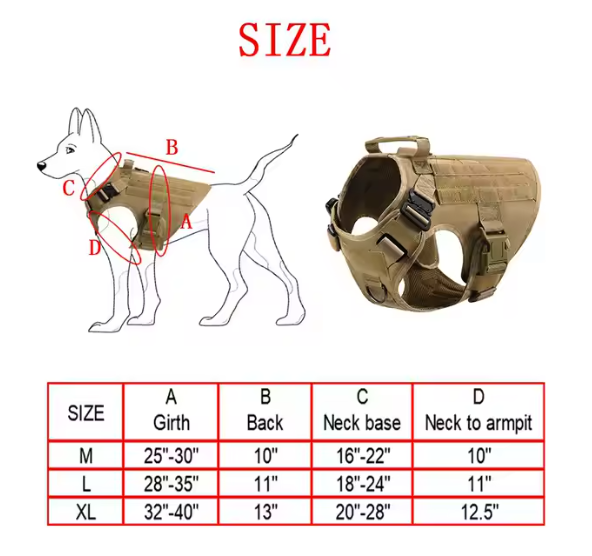 SIZE
B
C
A
D
SIZE A Girth B Back C Neck base D Neck to armpit
M 25"-30" 10" 16"-22" 10"
L 28"-35" 11" 18"-24" 11"
XL 32"-40" 13" 20"-28" 12.5"